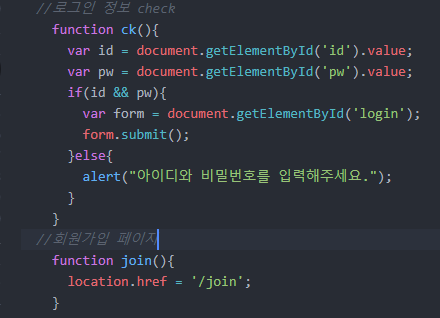 //로그인 정보 check
function ck(){
var id = document.getElementById('id').value;
var pw = document.getElementById('pw').value;
if(id && pw){
var form = document.getElementById('login');
form.submit();
}else{
alert("아이디와 비밀번호를 입력해주세요.");
}
}
//회원가입 페이지
function join(){
location.href = '/join';
}